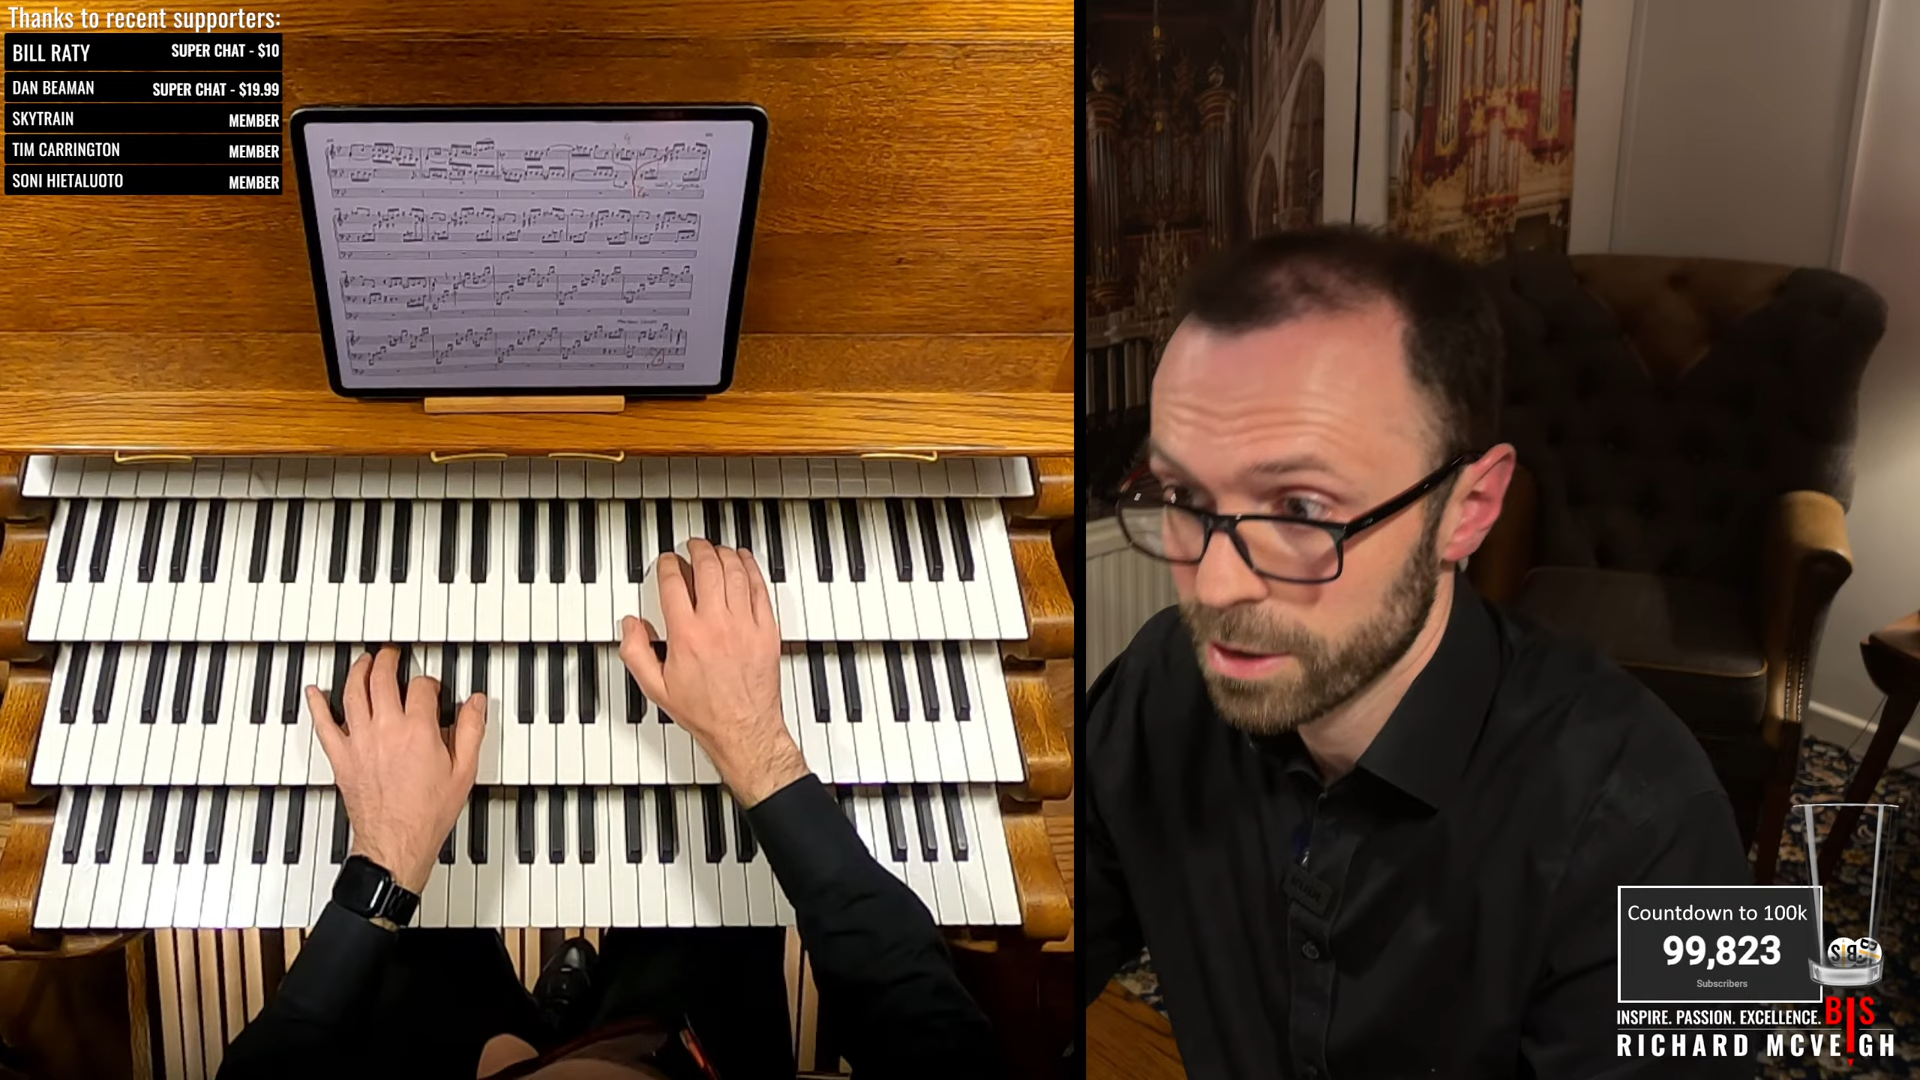 Thanks to recent supporters:
BILL RATY SUPER CHAT - $10
DAN BEAMAN SUPER CHAT - $19.99
SKYTRAIN MEMBER
TIM CARRINGTON MEMBER
SONI HIETALUOTO MEMBER
Countdown to 100k
99,823
Subscribers
INSPIRE. PASSION. EXCELLENCE. BIS
RICHARD MCVEIGH